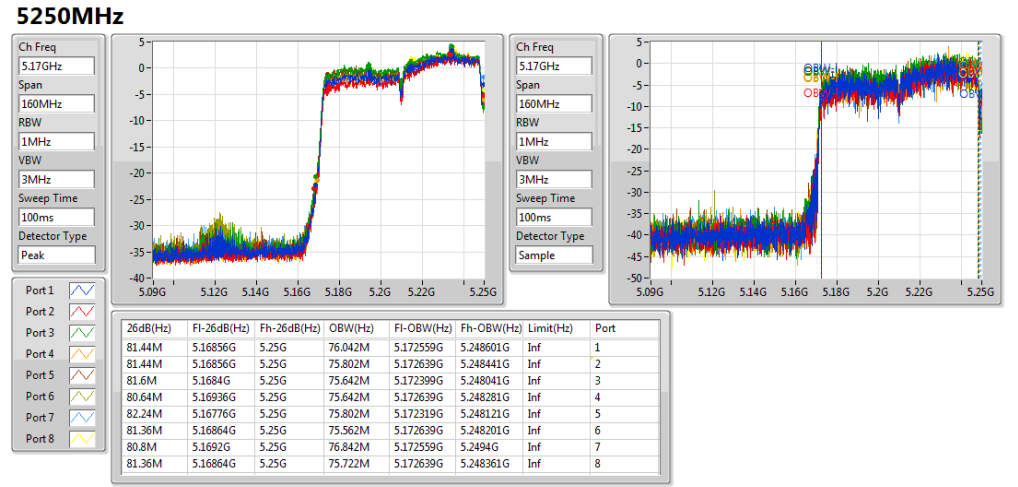 5250MHz
Ch Freq
5.17GHz
Span
160MHz
RBW
1MHz
VBW
3MHz
Sweep Time
100ms
Detector Type
Peak
5
0
-5
-10
-15
-20
-25
-30
-35
-40
5.09G 5.12G 5.14G 5.16G 5.18G 5.2G 5.22G 5.25G
Ch Freq
5.17GHz
Span
160MHz
RBW
1MHz
VBW
3MHz
Sweep Time
100ms
Detector Type
Sample
5
0
-5
-10
-15
-20
-25
-30
-35
-40
-45
-50
5.09G 5.12G 5.14G 5.16G 5.18G 5.2G 5.22G 5.25G
Port 1
Port 2
Port 3
Port 4
Port 5
Port 6
Port 7
Port 8
26dB(Hz) Fl-26dB(Hz) Fh-26dB(Hz) OBW(Hz) Fl-OBW(Hz) Fh-OBW(Hz) Limit(Hz) Port
81.44M 5.16856G 5.25G 76.042M 5.172559G 5.248601G Inf 1
81.44M 5.16856G 5.25G 75.802M 5.172639G 5.248441G Inf 2
81.6M 5.1684G 5.25G 75.642M 5.172399G 5.248041G Inf 3
80.64M 5.16936G 5.25G 75.642M 5.172639G 5.248281G Inf 4
82.24M 5.16776G 5.25G 75.802M 5.172319G 5.248121G Inf 5
81.36M 5.16864G 5.25G 75.562M 5.172639G 5.248201G Inf 6
80.8M 5.1692G 5.25G 76.842M 5.172559G 5.2494G Inf 7
81.36M 5.16864G 5.25G 75.722M 5.172639G 5.248361G Inf 8